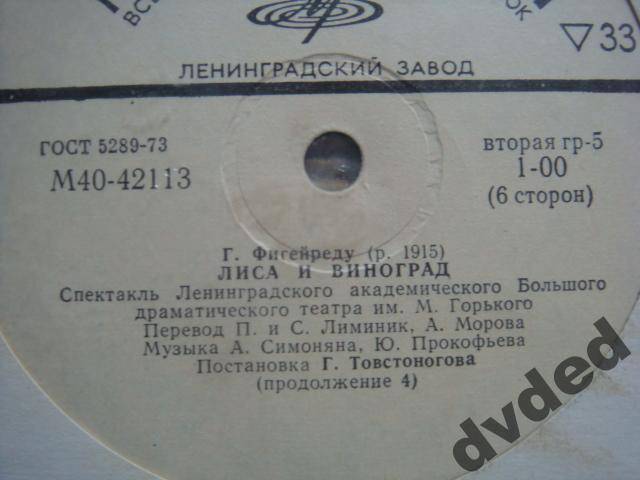 ЛЕНИНГРАДСКИЙ ЗАВОД
▽33
ГОСТ 5289-73
М40-42113
вторая гр-5
1-00
(6 сторон)
Г. Фигейреду (р. 1915)
ЛИСА И ВИНОГРАД
Спектакль Ленинградского академического Большого
драматического театра им. М. Горького
Перевод П. и С. Лиминик, А. Морова
Музыка А. Симоняна, Ю. Прокофьева
Постановка Г. Товстоногова
(продолжение 4)
dvded